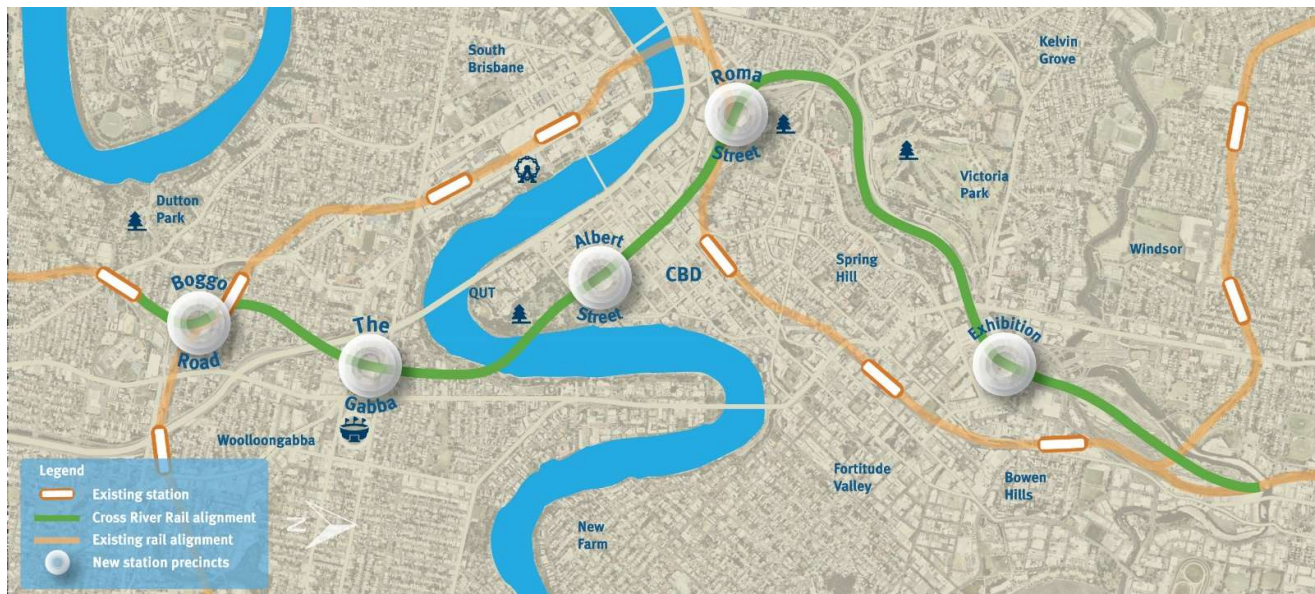 South
Brisbane
Kelvin
Grove
Roma
Street
Dutton
Park
Victoria
Park
Boggo
Road
QUT
Albert
Street
CBD
Spring
Hill
Windsor
The
Gabba
Exhibition
Woolloongabba
Fortitude
Valley
Bowen
Hills
New
Farm
Legend
Existing station
Cross River Rail alignment
Existing rail alignment
New station precincts
N